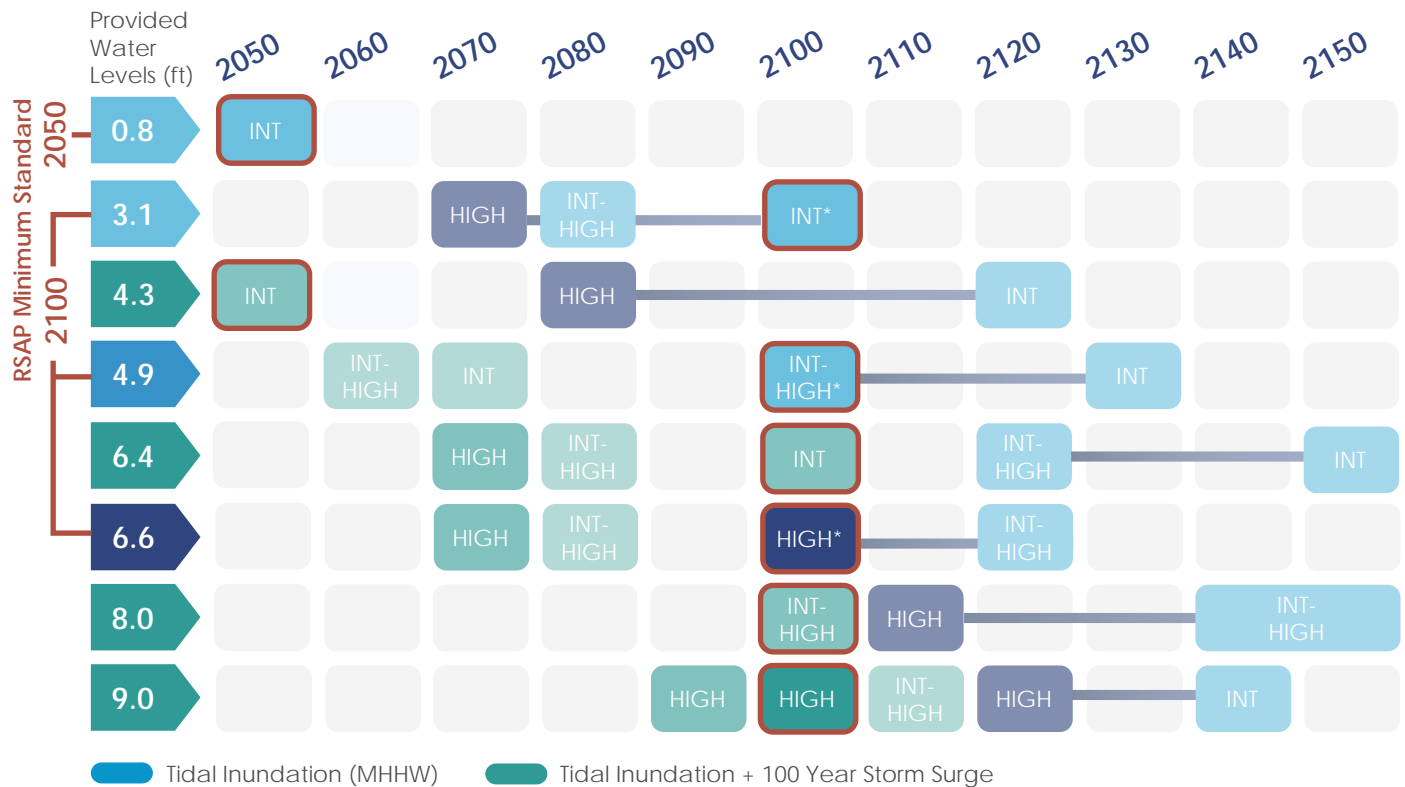 Provided
Water
Levels (ft)
2050
2060
2070
2080
2090
2100
2110
2120
2130
2140
2150
RSAP Minimum Standard
2050
2100
0.8
INT
3.1
HIGH
INT-
HIGH
INT*
4.3
INT
HIGH
INT
4.9
INT-
HIGH
INT
INT-
HIGH*
INT
6.4
HIGH
INT-
HIGH
INT
INT-
HIGH
INT
6.6
HIGH
INT-
HIGH
HIGH*
INT-
HIGH
8.0
INT-
HIGH
HIGH
INT-
HIGH
9.0
HIGH
HIGH
INT-
HIGH
HIGH
INT
Tidal Inundation (MHHW)
Tidal Inundation + 100 Year Storm Surge